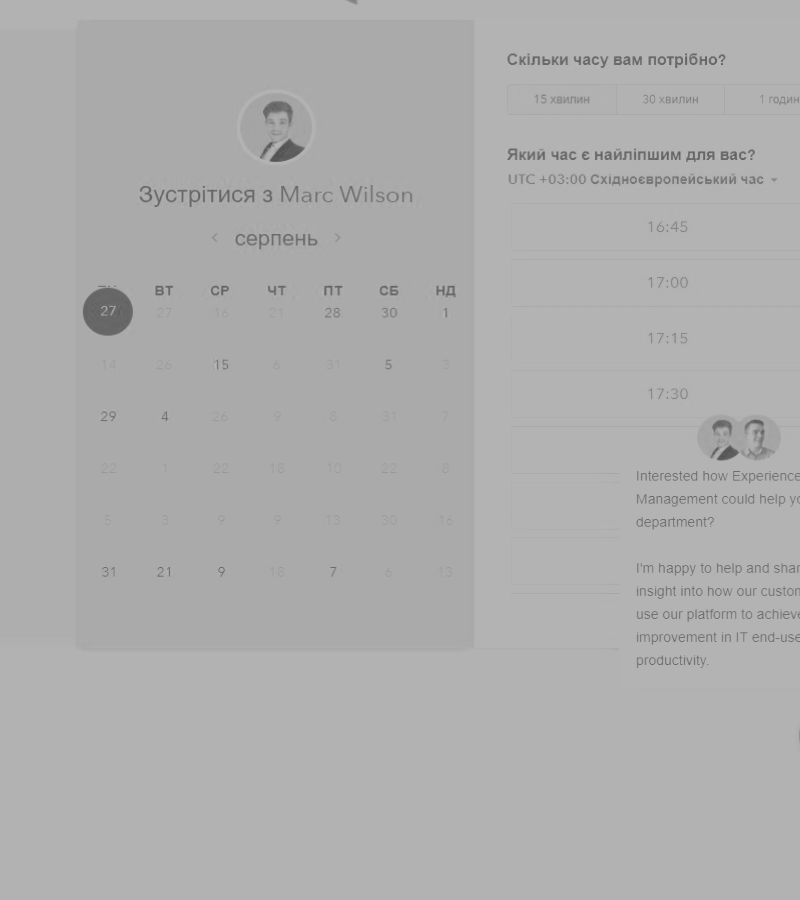 Зустрітися з Marc Wilson
серпень
ВТ СР ЧТ ПТ СБ НД
27 27 16 21 28 30 1
14 26 15 6 31 5 3
29 4 26 9 8 31 7
22 1 22 18 10 22 8
5 3 9 9 13 30 16
31 21 9 18 7 6 13
Скільки часу вам потрібно?
15 хвилин 30 хвилин 1 годин
Який час є найліпшим для вас?
UTC +03:00 Східноєвропейський час
16:45
17:00
17:15
17:30
Interested how Experience
Management could help yo
department?
I'm happy to help and shar
insight into how our custom
use our platform to achieve
improvement in IT end-use
productivity.